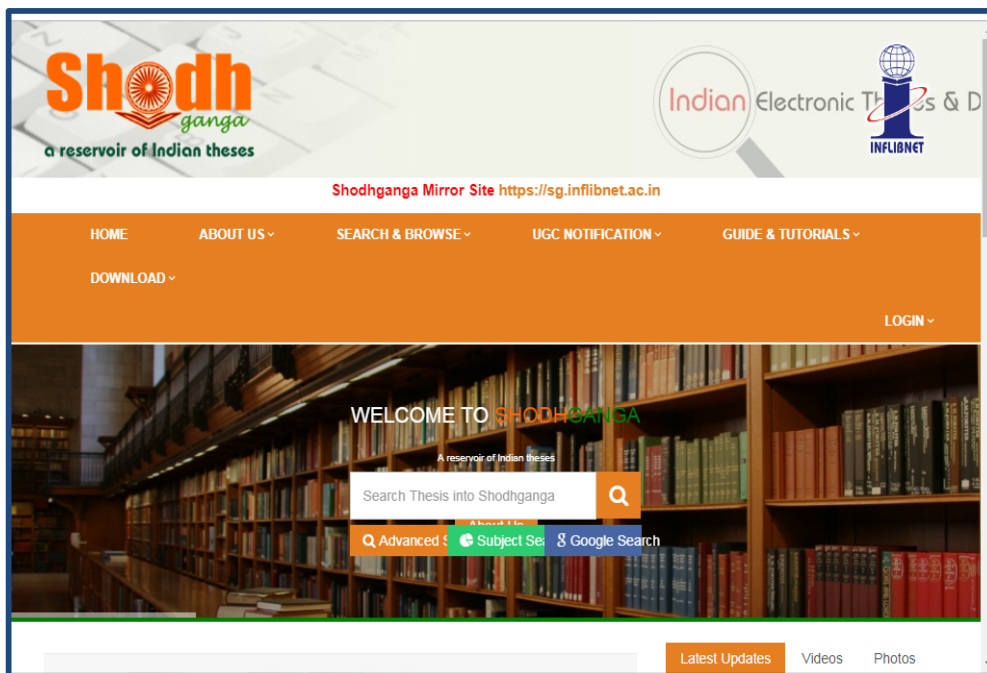 Shodh
ganga
a reservoir of Indian theses
Indian Electronic Th s & D
INFLIBNET
Shodhganga Mirror Site https://sg.inflibnet.ac.in
HOME ABOUT US SEARCH & BROWSE UGC NOTIFICATION GUIDE & TUTORIALS
DOWNLOAD
LOGIN
WELCOME TO SHODHGANGA
A reservoir of Indian theses
Search Thesis into Shodhganga
About Us
Advanced S Subject Sea Google Search
Latest Updates Videos Photos